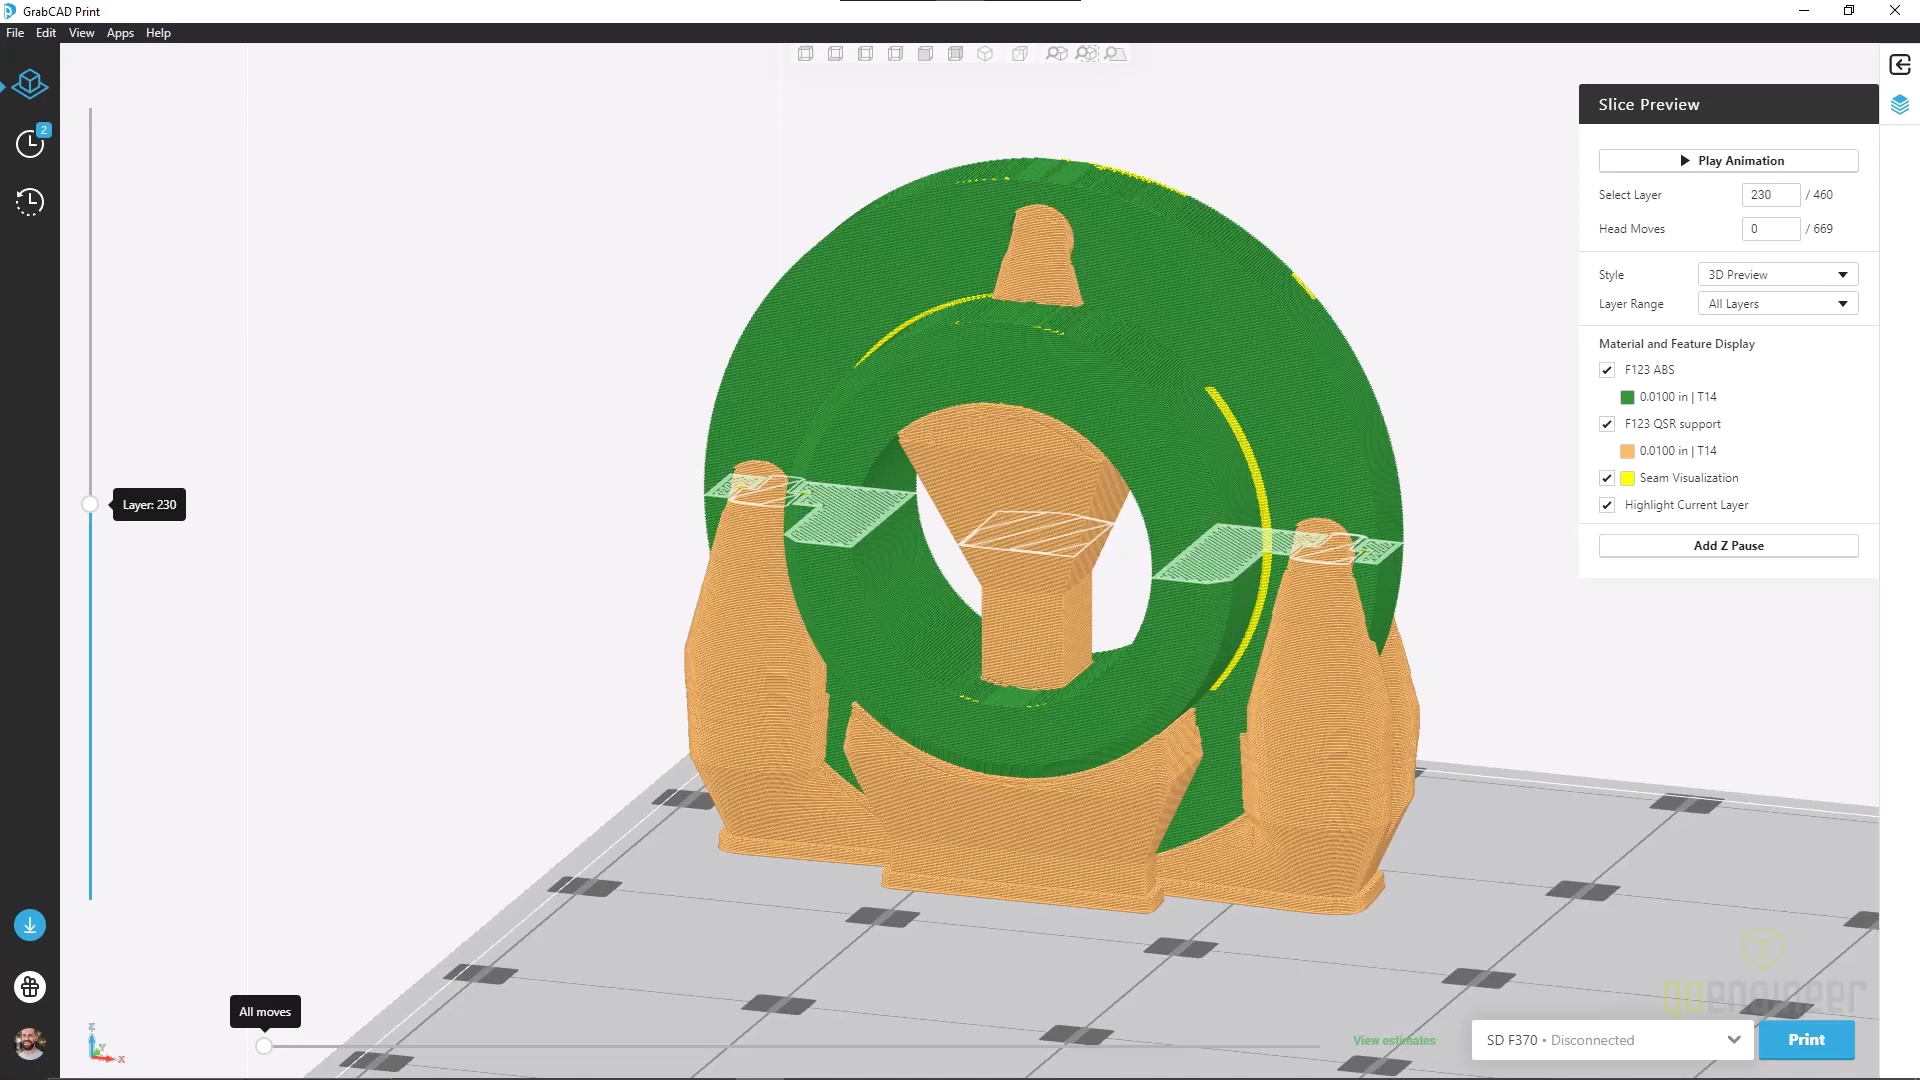 GrabCAD Print
File Edit View Apps Help
2
Slice Preview
Play Animation
Select Layer 230 / 460
Head Moves 0 / 669
Style 3D Preview
Layer Range All Layers
Material and Feature Display
F123 ABS
0.0100 in | T14
F123 QSR support
0.0100 in | T14
Seam Visualization
Highlight Current Layer
Add Z Pause
Layer: 230
All moves
Z
Y
X
goengineer
View estimates
SD F370 • Disconnected
Print